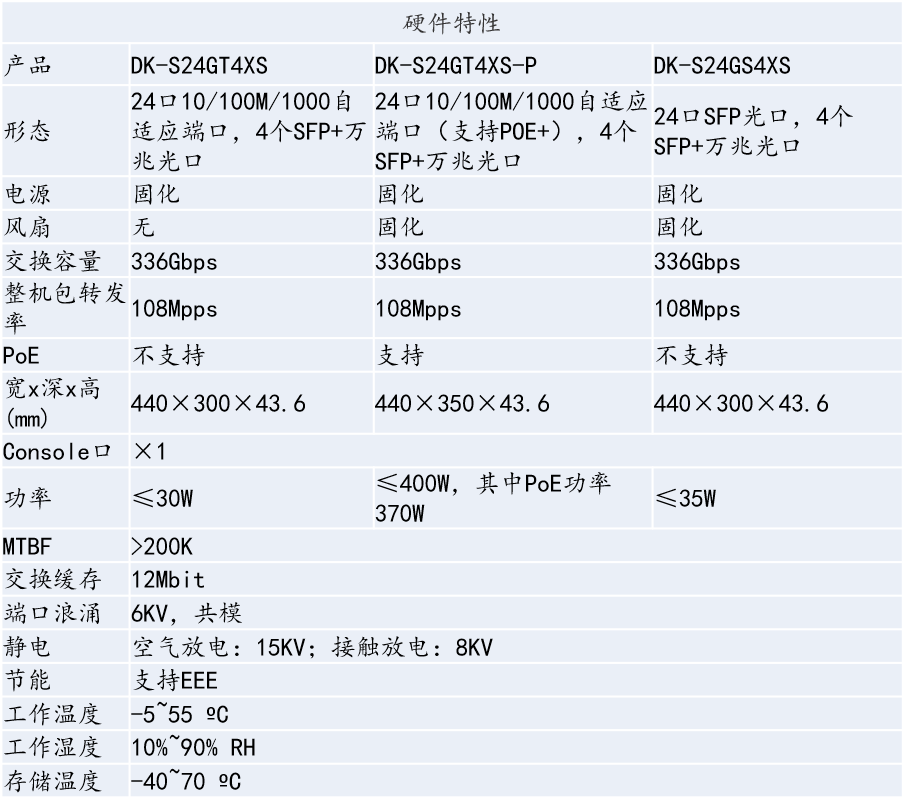 硬件特性
产品 DK-S24GT4XS DK-S24GT4XS-P DK-S24GS4XS
形态 24口10/100M/1000自适应端口，4个SFP+万兆光口 24口10/100M/1000自适应端口（支持POE+），4个SFP+万兆光口 24口SFP光口，4个SFP+万兆光口
电源 固化 固化 固化
风扇 无 固化 固化
交换容量 336Gbps 336Gbps 336Gbps
整机包转发率 108Mpps 108Mpps 108Mpps
PoE 不支持 支持 不支持
宽x深x高(mm) 440×300×43.6 440×350×43.6 440×300×43.6
Console口 ×1
功率 ≤30W ≤400W，其中PoE功率370W ≤35W
MTBF >200K
交换缓存 12Mbit
端口浪涌 6KV，共模
静电 空气放电：15KV；接触放电：8KV
节能 支持EEE
工作温度 -5~55 ºC
工作湿度 10%~90% RH
存储温度 -40~70 ºC